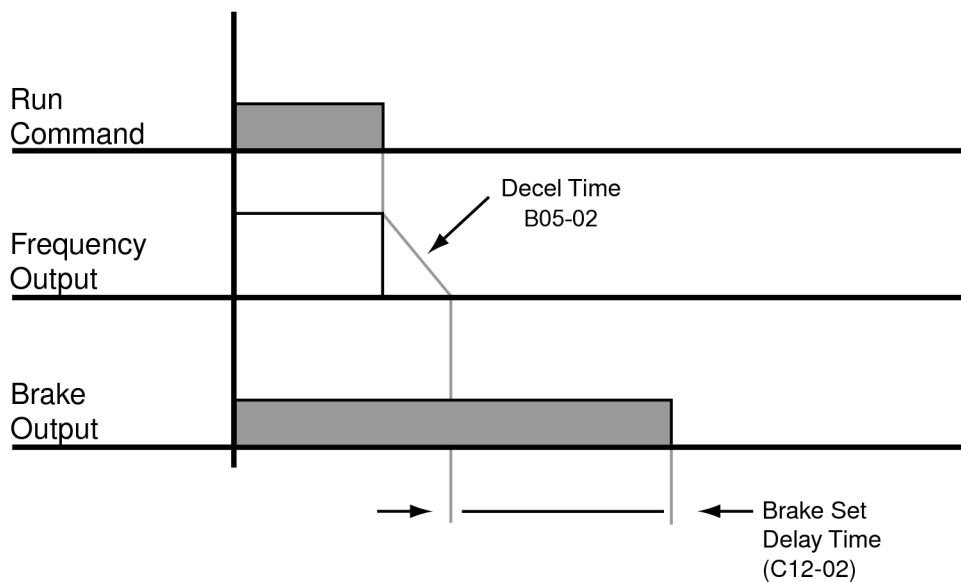 Run
Command
Decel Time
B05-02
Frequency
Output
Brake
Output
Brake Set
Delay Time
(C12-02)